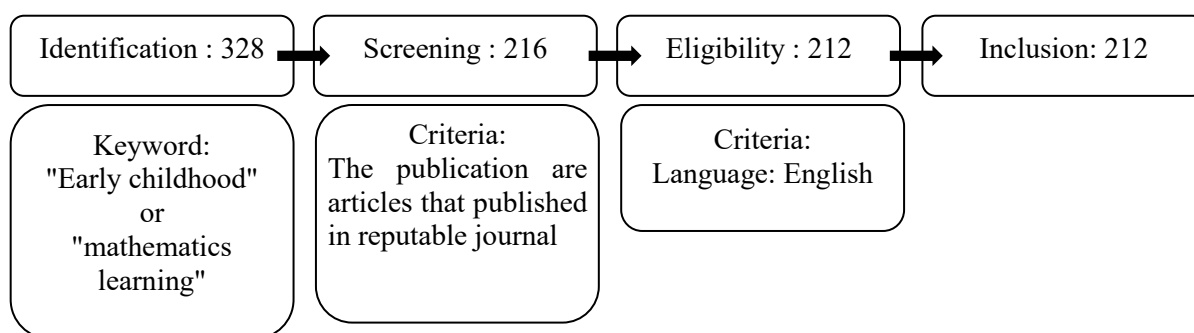 Identification : 328
Screening : 216
Eligibility : 212
Inclusion: 212
Keyword:
"Early childhood"
or
"mathematics
learning"
Criteria:
The publication are
articles that published
in reputable journal
Criteria:
Language: English